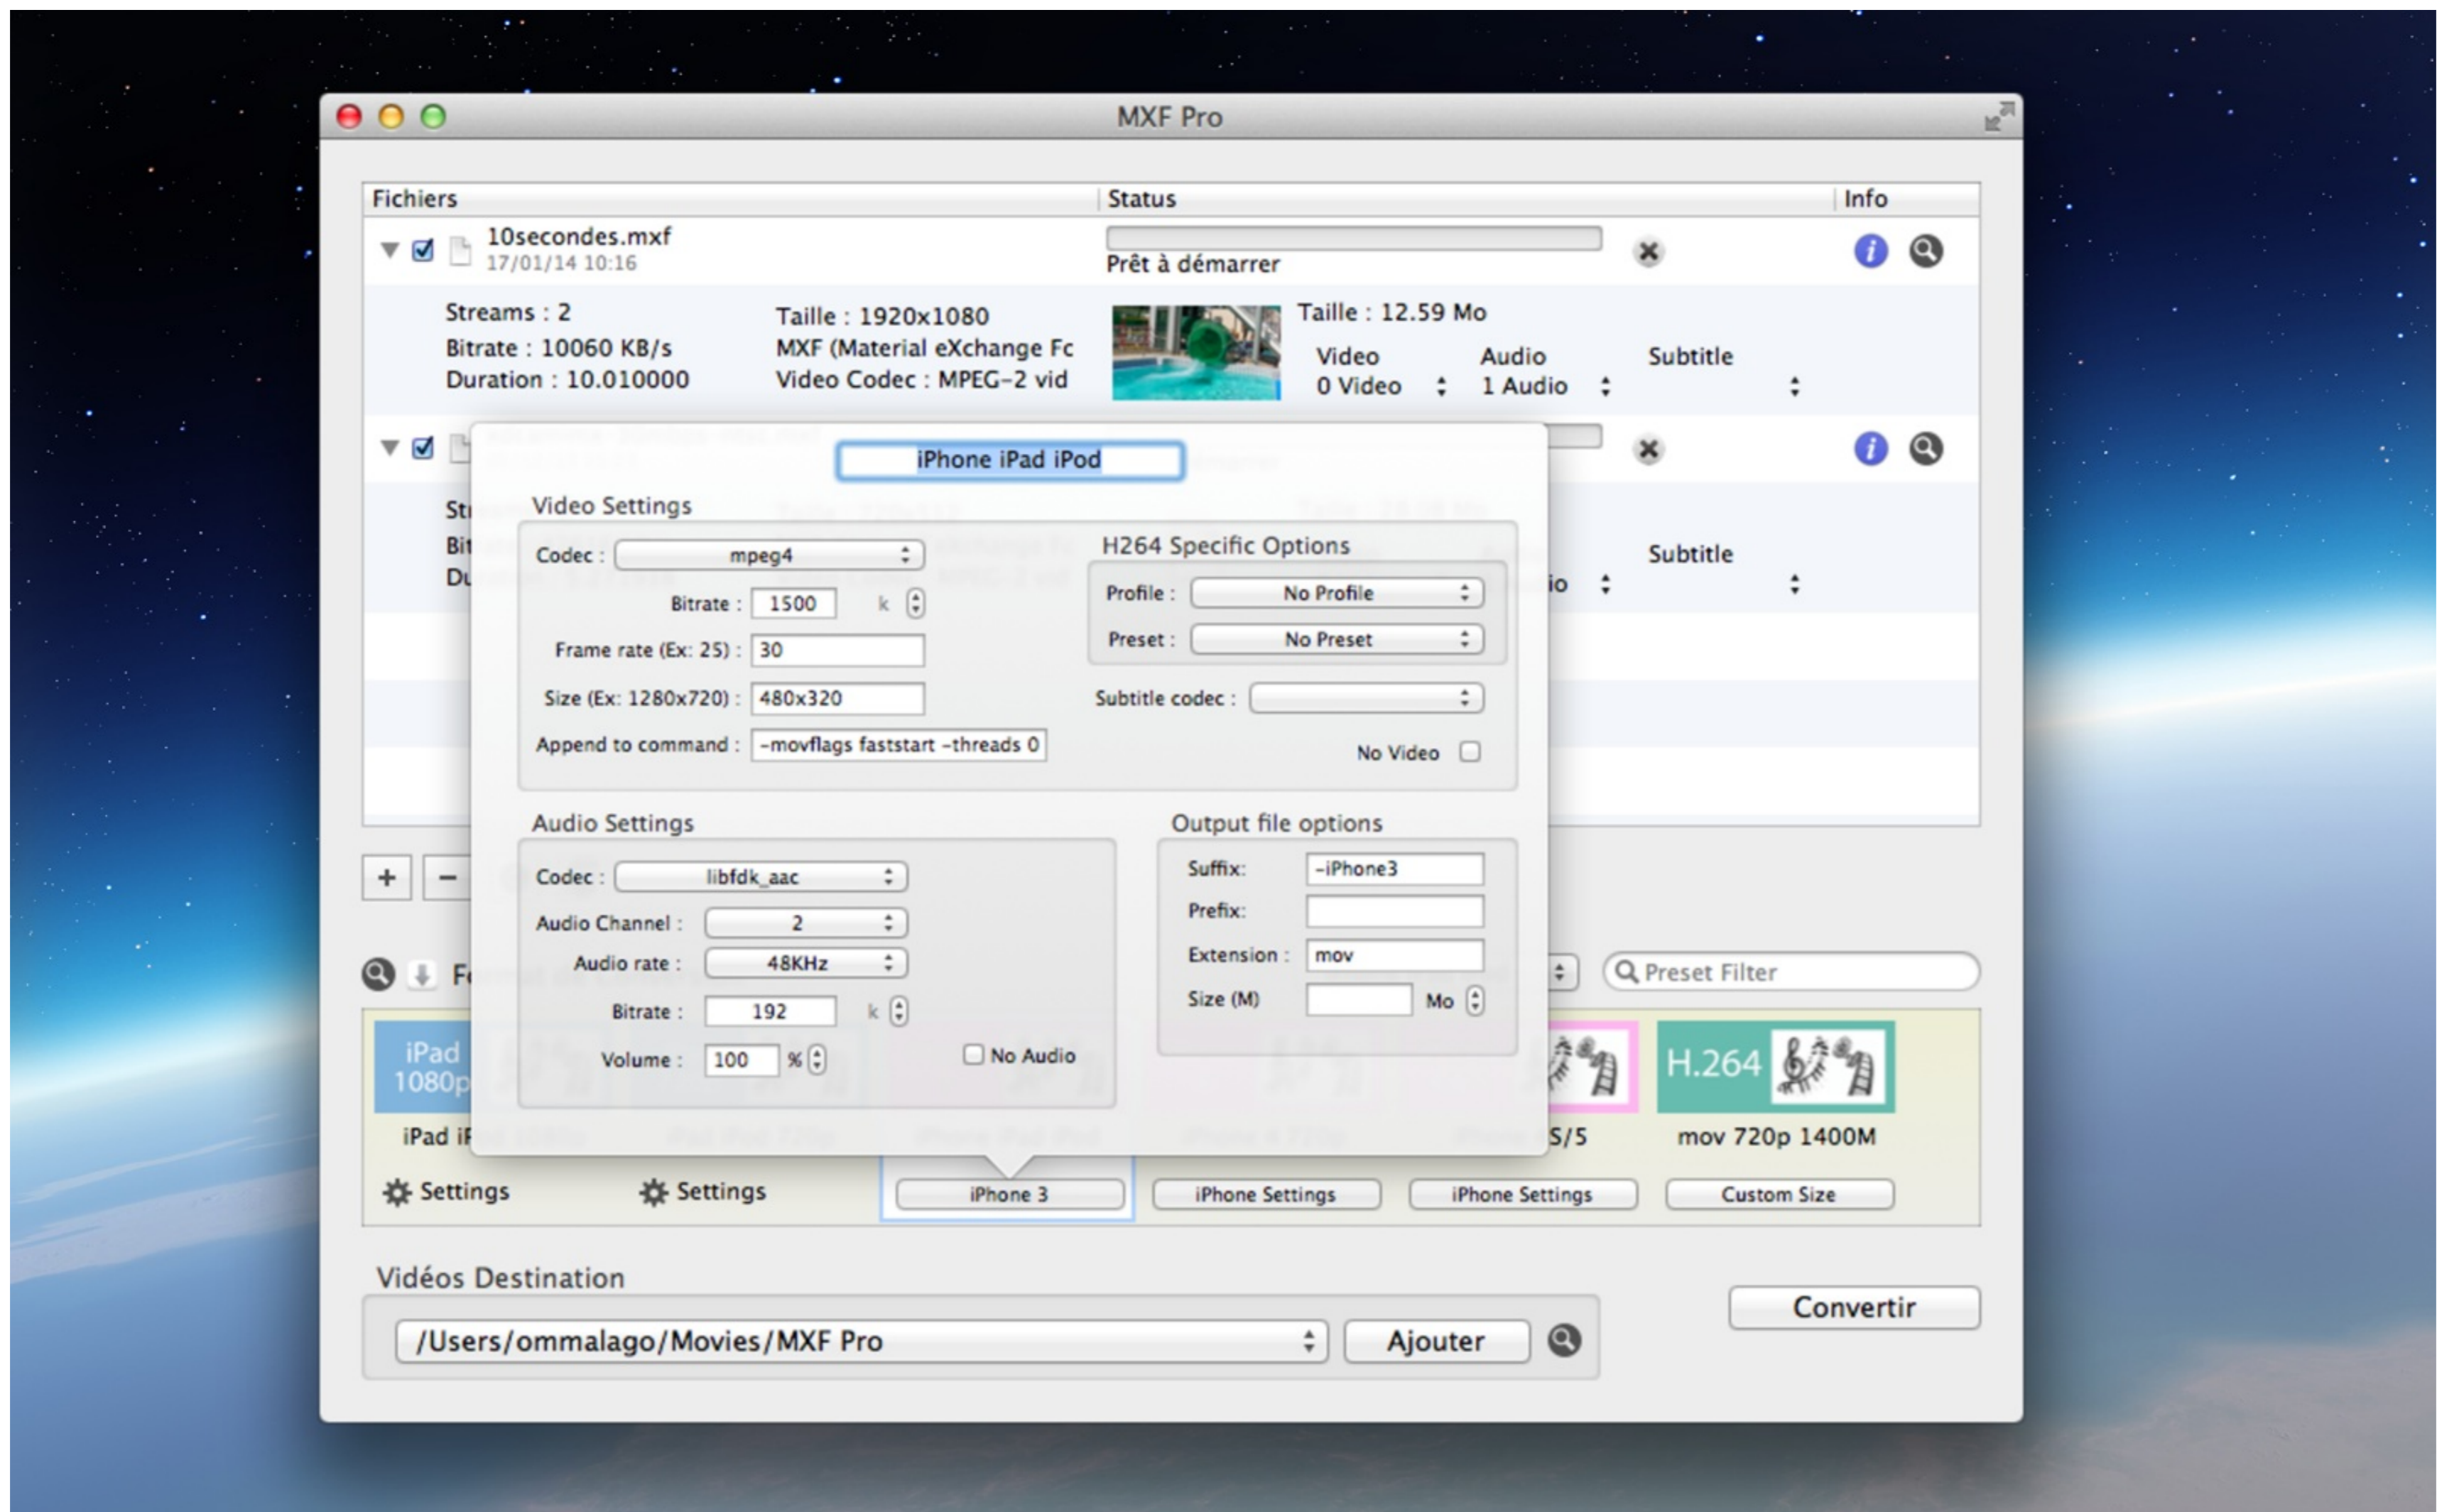 MXF Pro
Fichiers Status Info
10secondes.mxf
17/01/14 10:16
Prêt à démarrer
Streams : 2 Taille : 1920x1080 Taille : 12.59 Mo
Bitrate : 10060 KB/s MXF (Material eXchange Fc Video Audio Subtitle
Duration : 10.010000 Video Codec : MPEG-2 vid 0 Video 1 Audio
iPhone iPad iPod
Video Settings
Codec : mpeg4
Bitrate : 1500 k
Frame rate (Ex: 25) : 30
Size (Ex: 1280x720) : 480x320
Append to command : -movflags faststart -threads 0
H264 Specific Options
Profile : No Profile
Preset : No Preset
Subtitle codec :
No Video
Subtitle
Audio Settings
Codec : libfdk_aac
Audio Channel : 2
Audio rate : 48KHz
Bitrate : 192 k
Volume : 100 %
No Audio
Output file options
Suffix: -iPhone3
Prefix:
Extension : mov
Size (M) Mo
+ -
Preset Filter
iPad
1080p
H.264
iPad S/5 mov 720p 1400M
Settings Settings iPhone 3 iPhone Settings iPhone Settings Custom Size
Vidéos Destination
/Users/ommalago/Movies/MXF Pro Ajouter Convertir